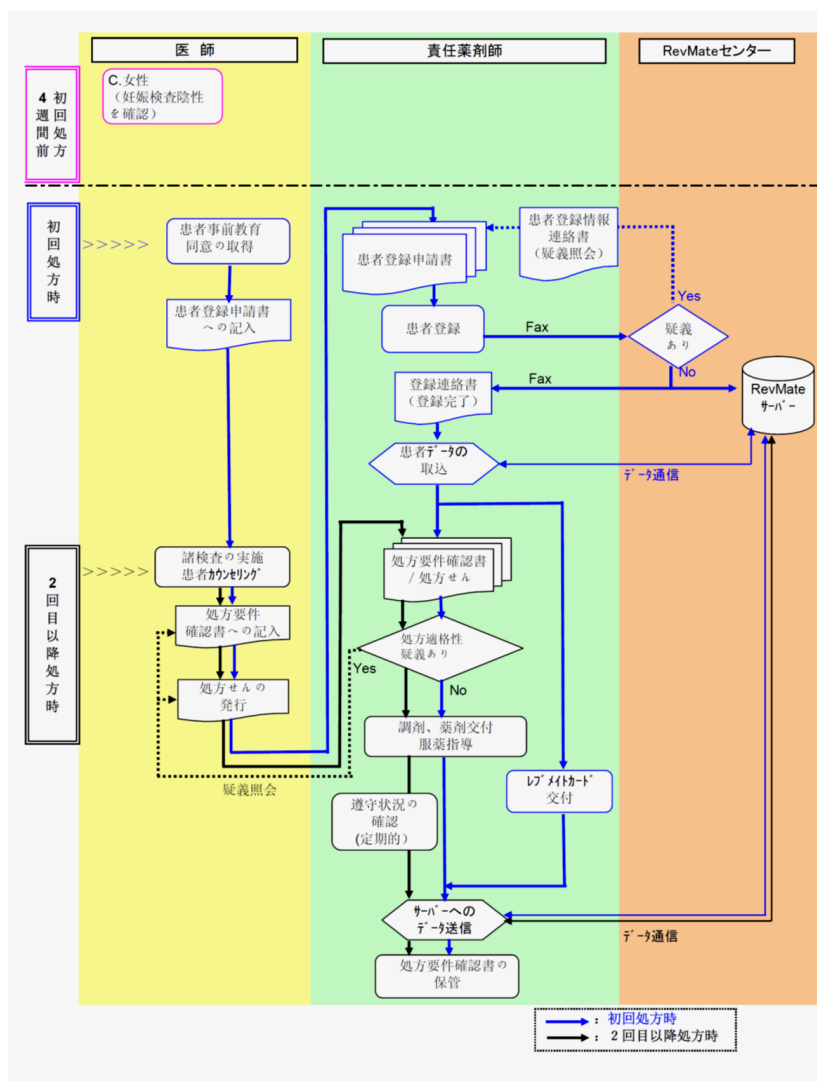 医 師
責任薬剤師
RevMateセンター
初回処方
4週間前
C.女性
（妊娠検査陰性
を確認）
初回処方時
>>>>>
患者事前教育
同意の取得
患者登録申請書
患者登録情報
連絡書
（疑義照会）
Yes
患者登録申請書
への記入
患者登録
Fax
疑義
あり
No
登録連絡書
（登録完了）
Fax
RevMate
ｻｰﾊﾞｰ
患者ﾃﾞｰﾀの
取込
ﾃﾞｰﾀ通信
2回目以降処方時
>>>>>
諸検査の実施
患者ｶｳﾝｾﾘﾝｸﾞ
処方要件確認書
/ 処方せん
処方要件
確認書への記入
処方適格性
疑義あり
Yes
No
処方せんの
発行
調剤、薬剤交付
服薬指導
疑義照会
ﾚﾌﾞﾒｲﾄｶｰﾄﾞ
交付
遵守状況の
確認
(定期的）
ｻｰﾊﾞｰへの
ﾃﾞｰﾀ送信
ﾃﾞｰﾀ通信
処方要件確認書の
保管
：初回処方時
：２回目以降処方時